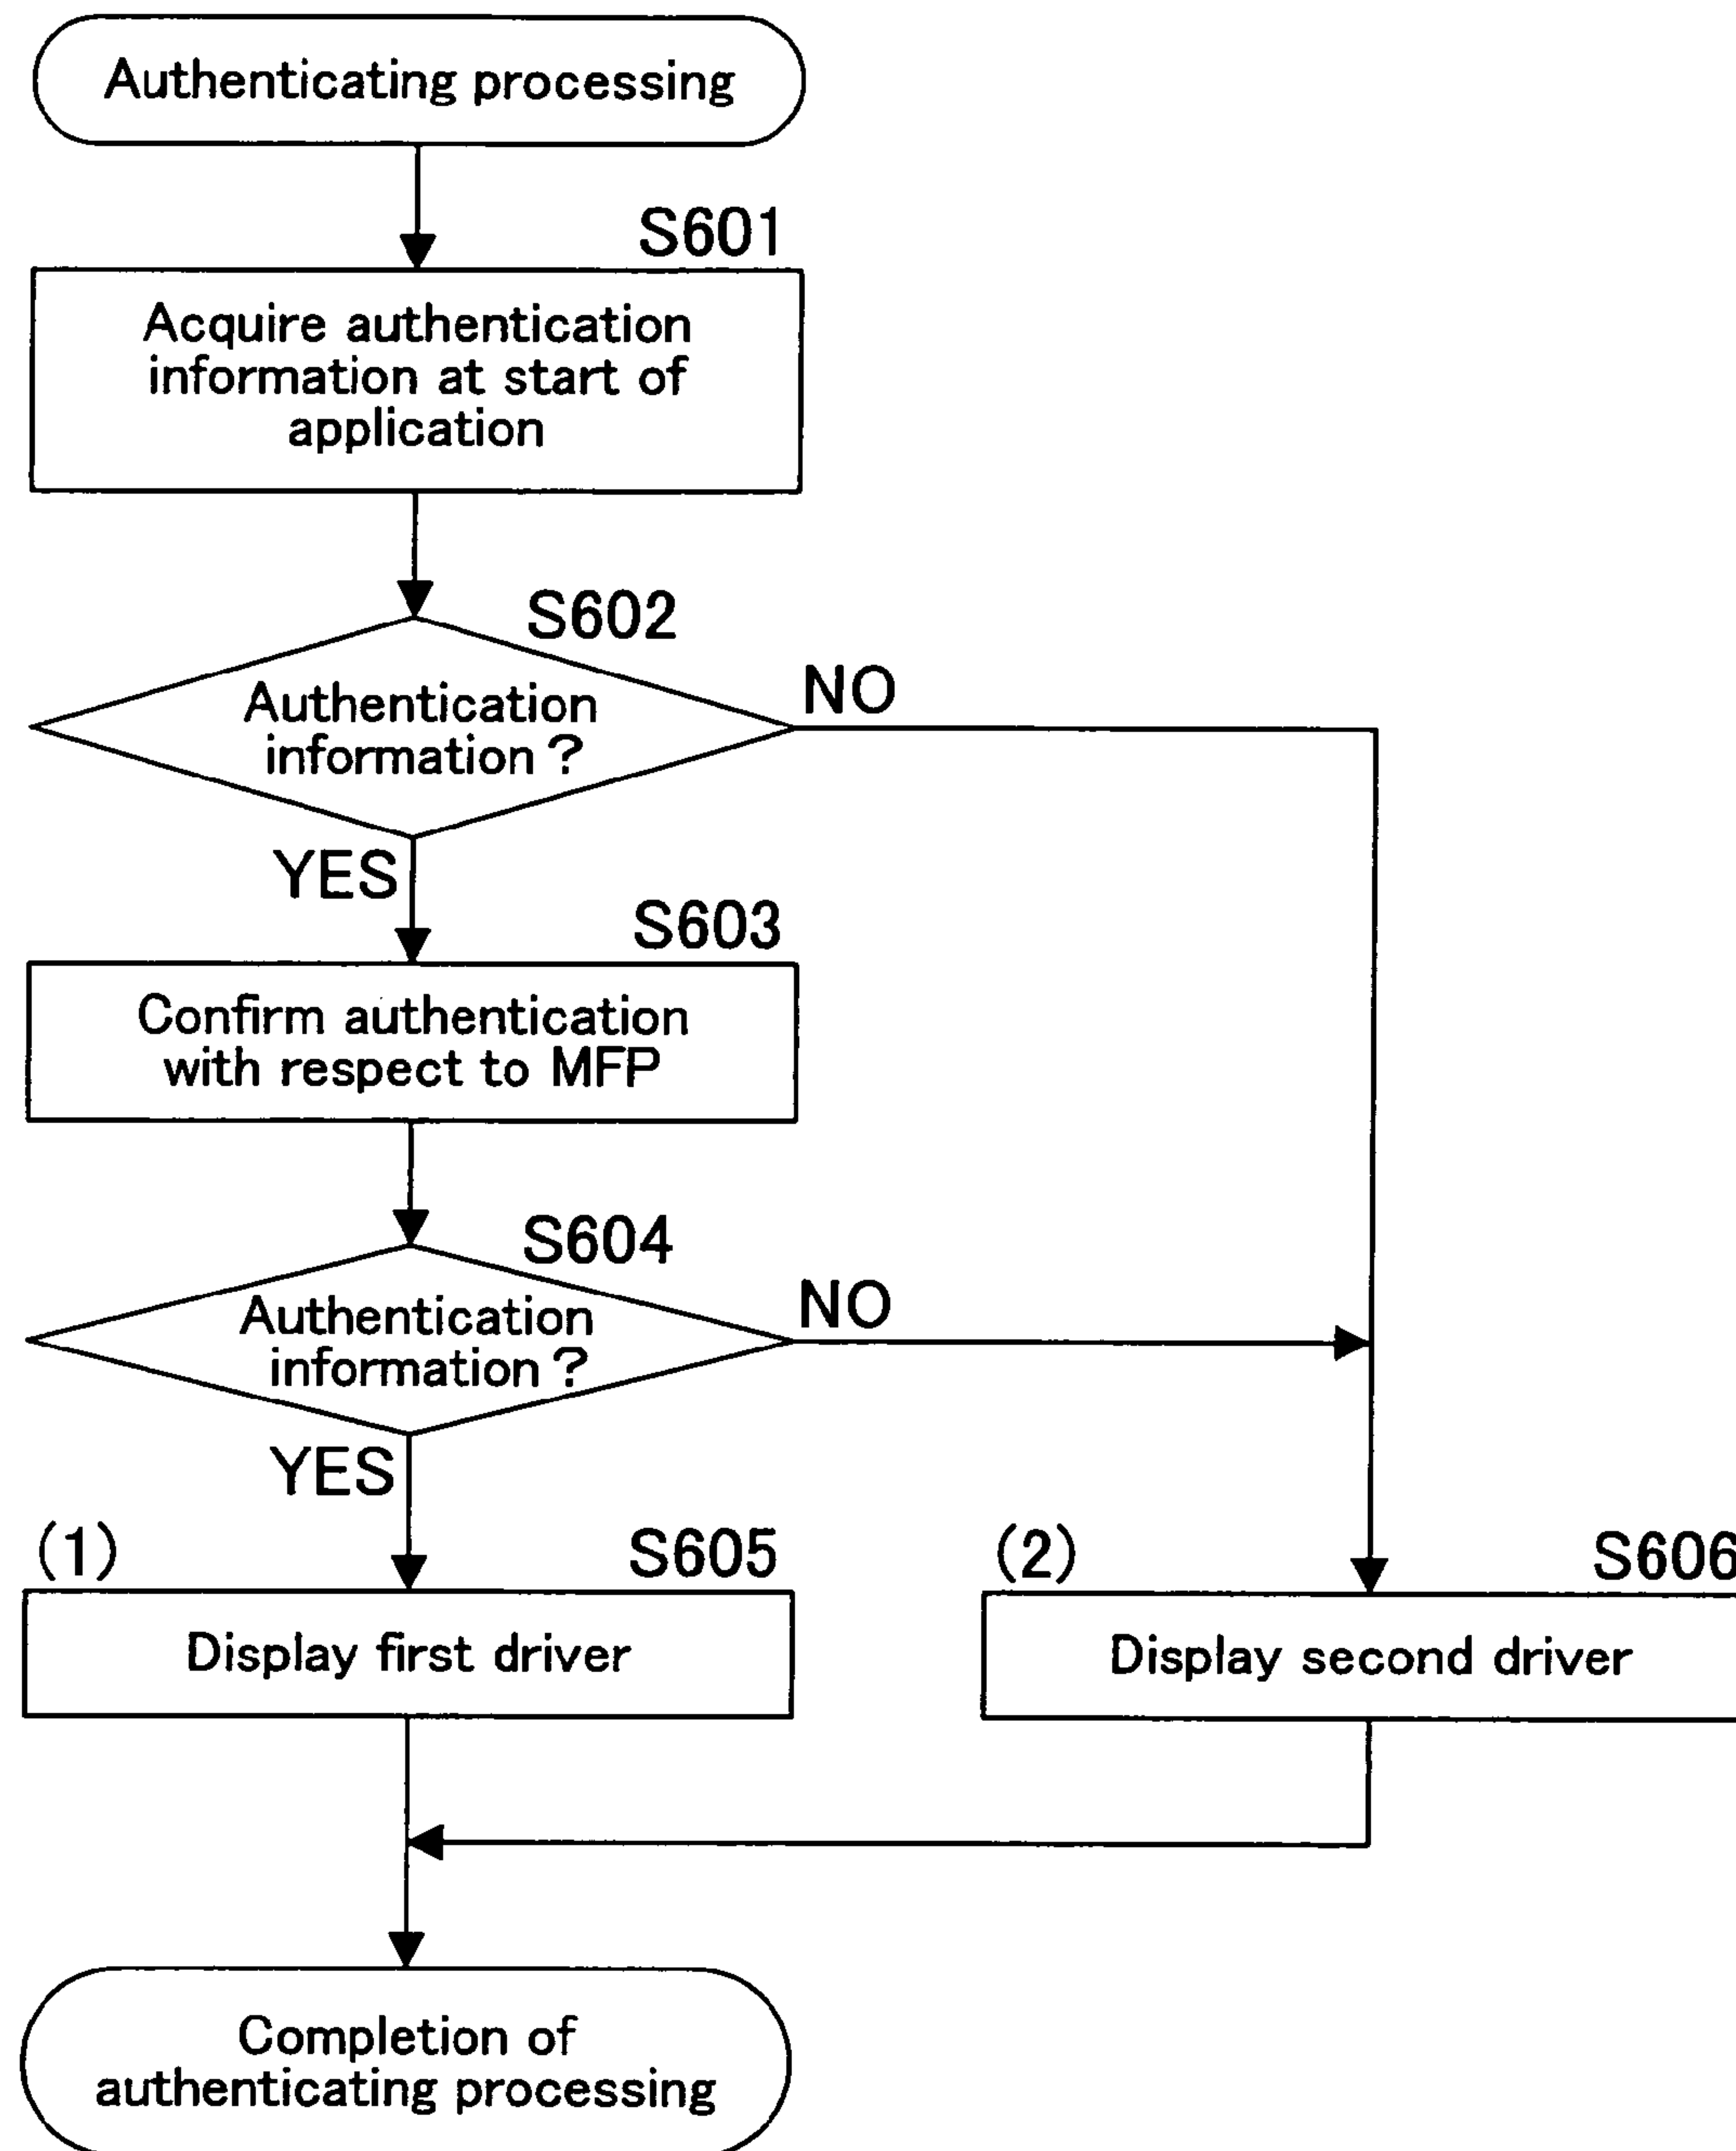 Authenticating processing
S601
Acquire authentication
information at start of
application
S602
Authentication
information ?
NO
YES
S603
Confirm authentication
with respect to MFP
S604
Authentication
information ?
NO
YES
(1)
S605
Display first driver
(2)
S606
Display second driver
Completion of
authenticating processing